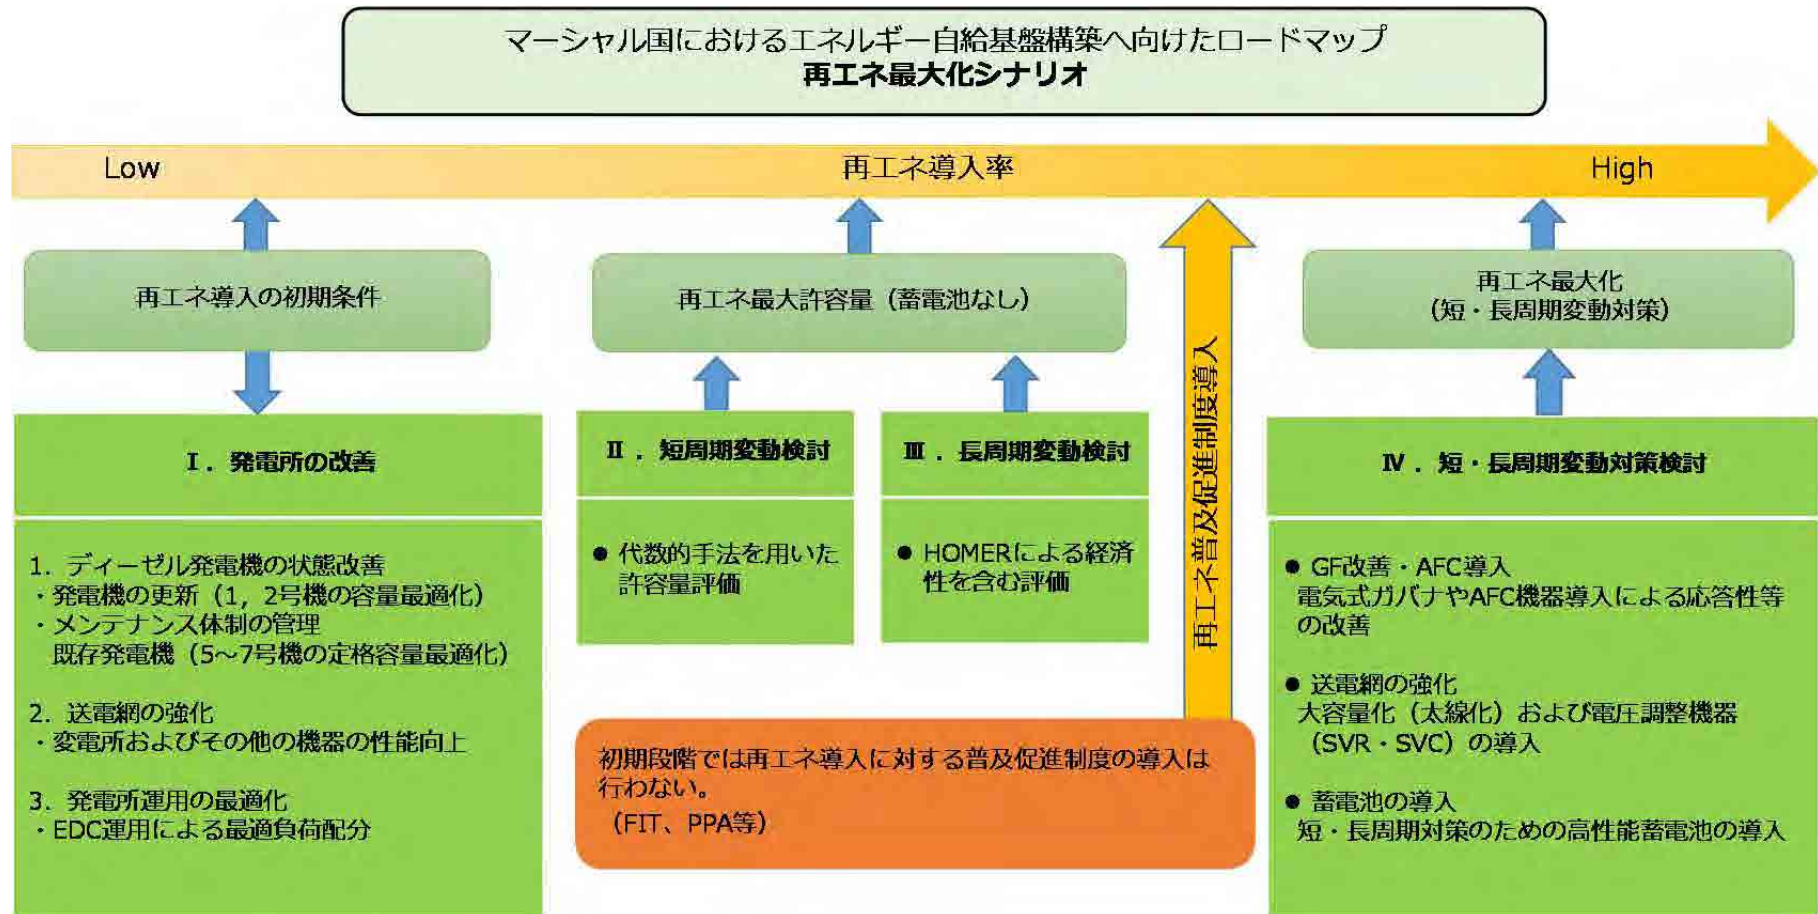 マーシャル国におけるエネルギー自給基盤構築へ向けたロードマップ
再エネ最大化シナリオ
Low
再エネ導入率
High
再エネ導入の初期条件
再エネ最大許容量（蓄電池なし）
再エネ最大化
（短・長周期変動対策）
Ⅰ．発電所の改善
1．ディーゼル発電機の状態改善
・発電機の更新（1，2号機の容量最適化）
・メンテナンス体制の管理
既存発電機（5～7号機の定格容量最適化）
2．送電網の強化
・変電所およびその他の機器の性能向上
3．発電所運用の最適化
・EDC運用による最適負荷配分
Ⅱ．短周期変動検討
● 代数的手法を用いた
許容量評価
Ⅲ．長周期変動検討
● HOMERによる経済
性を含む評価
再エネ普及促進制度導入
初期段階では再エネ導入に対する普及促進制度の導入は
行わない。
（FIT、PPA等）
Ⅳ．短・長周期変動対策検討
● GF改善・AFC導入
電気式ガバナやAFC機器導入による応答性等
の改善
● 送電網の強化
大容量化（太線化）および電圧調整機器
（SVR・SVC）の導入
● 蓄電池の導入
短・長周期対策のための高性能蓄電池の導入